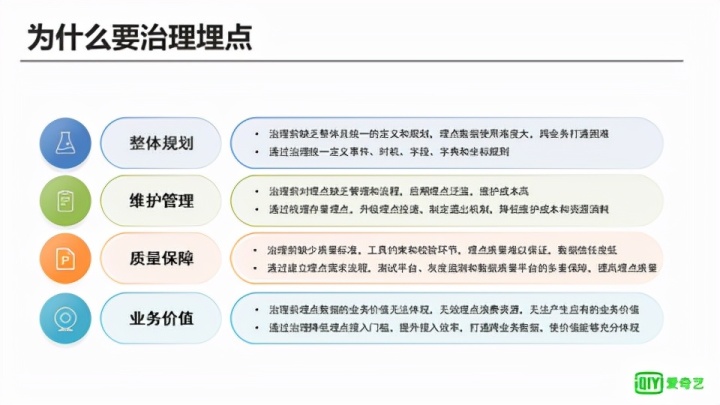 为什么要治理埋点
整体规划
• 治理前缺乏整体且统一的定义和规划，埋点数据使用难度大，跨业务打通困难
• 通过治理统一定义事件、时机、字段、字典和坐标规则
维护管理
• 治理前对埋点缺乏管理和流程，后期埋点泛滥，维护成本高
• 通过梳理存量埋点，升级埋点投递、制定退出机制，降低维护成本和资源消耗
质量保障
• 治理前缺少质量标准，工具约束和校验环节，埋点质量难以保证，数据信任度低
• 通过建立埋点需求流程，测试平台、灰度监测和数据质量平台的多重保障，提高埋点质量
业务价值
• 治理前埋点数据的业务价值无法体现，无效埋点浪费资源，无法产生应有的业务价值
• 通过治理降低埋点接入门槛，提升接入效率，打通跨业务数据，使价值能够充分体现
iQIYI 爱奇艺